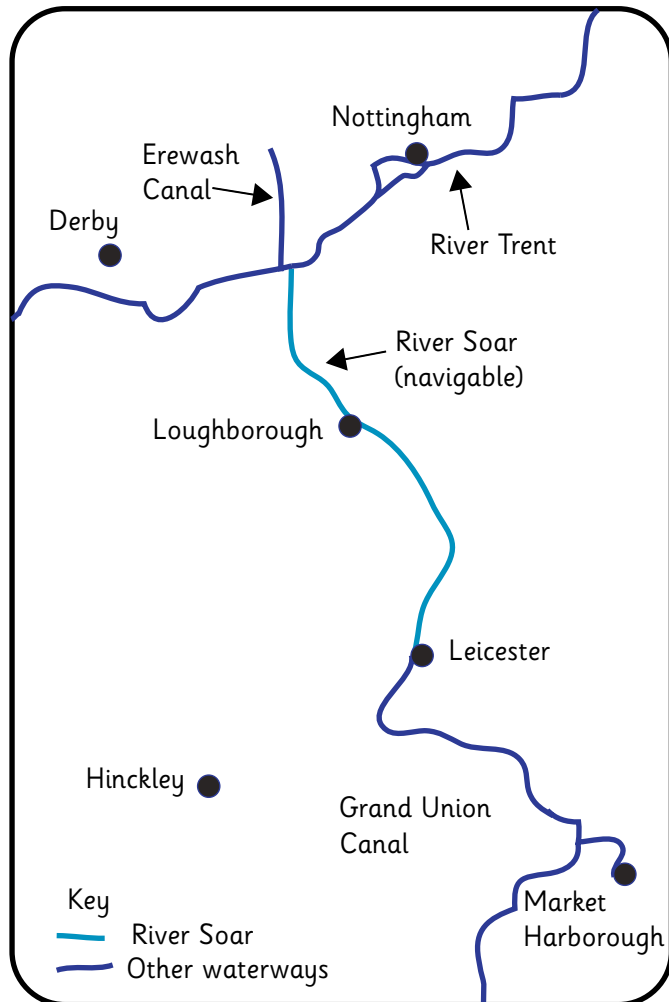 Nottingham
Erewash
Canal
Derby
River Trent
River Soar
(navigable)
Loughborough
Leicester
Hinckley
Grand Union
Canal
Market
Harborough
Key
River Soar
Other waterways